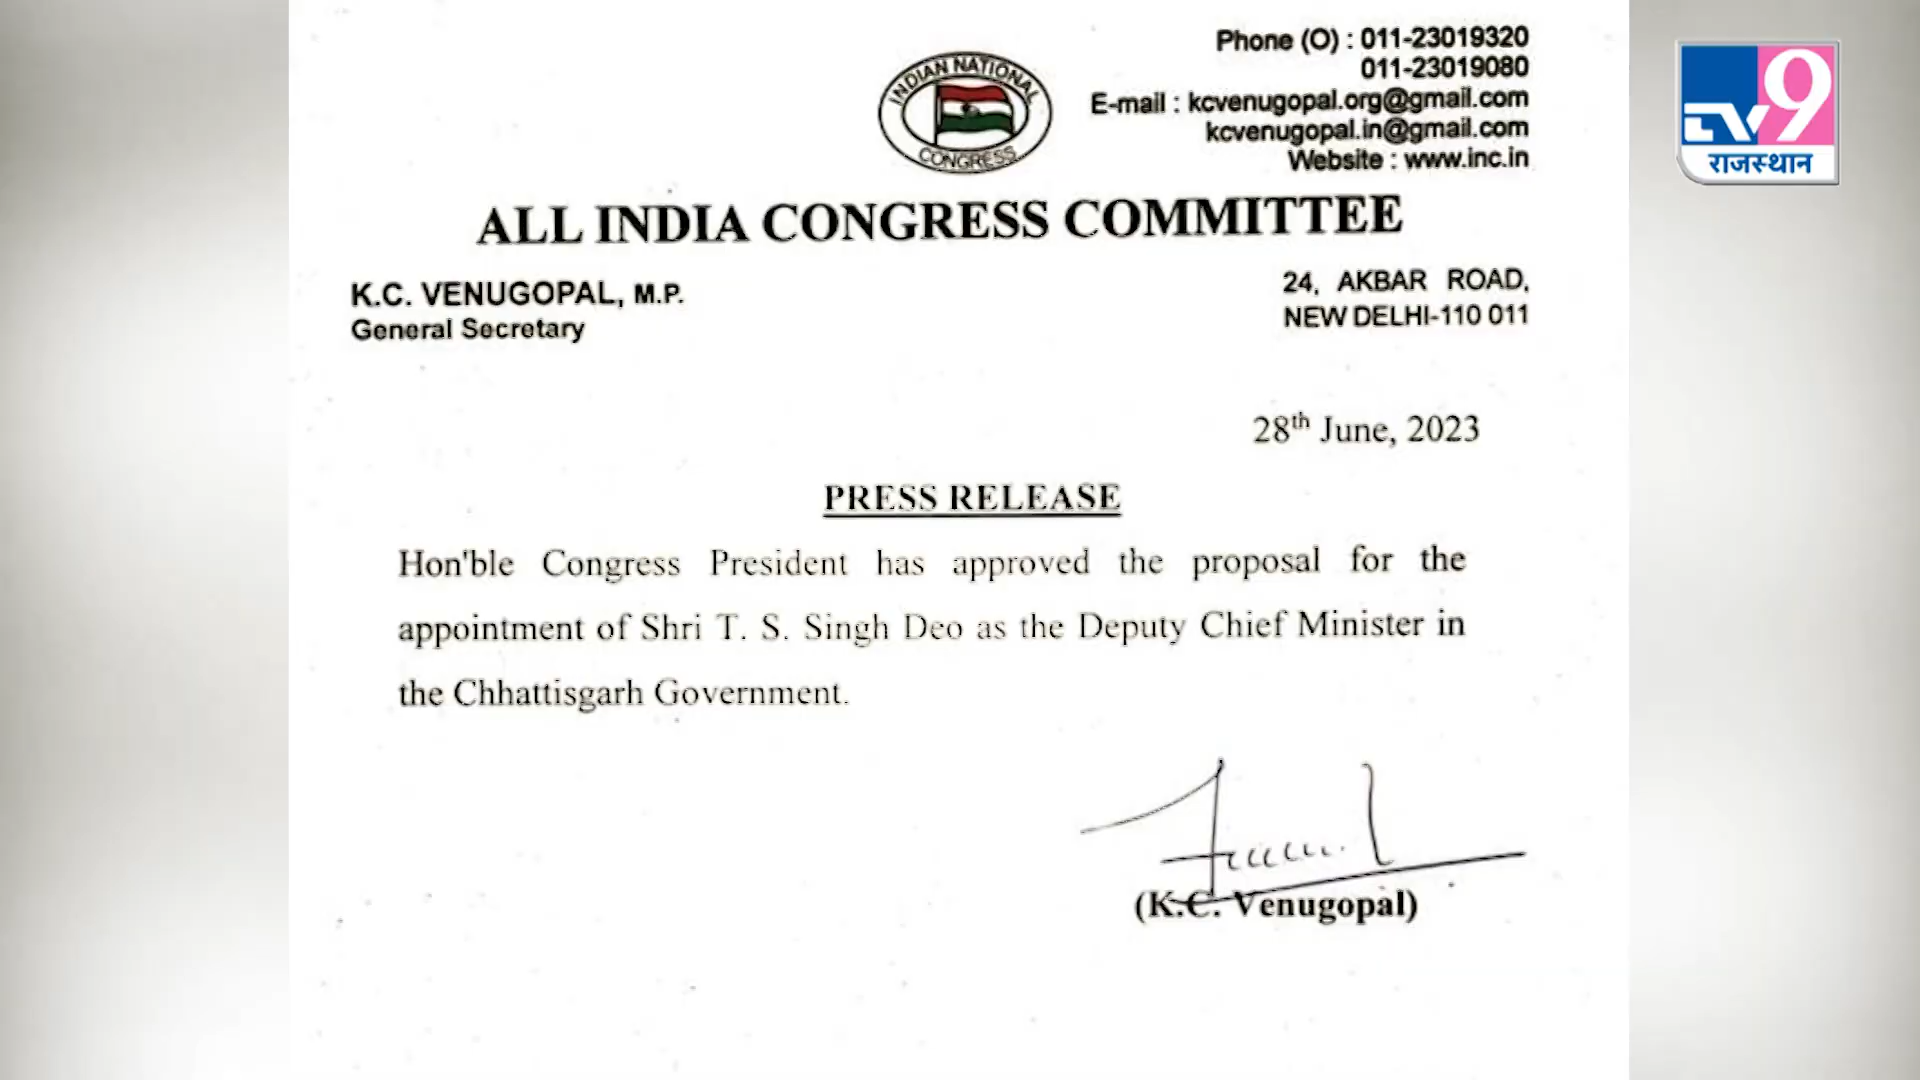 Phone (O) : 011-23019320
011-23019080
E-mail : kcvenugopal.org@gmail.com
kcvenugopal.in@gmail.com
Website : www.inc.in
INDIAN NATIONAL
CONGRESS
TV9
राजस्थान
ALL INDIA CONGRESS COMMITTEE
K.C. VENUGOPAL, M.P.
General Secretary
24, AKBAR ROAD,
NEW DELHI-110 011
28th June, 2023
PRESS RELEASE
Hon'ble Congress President has approved the proposal for the
appointment of Shri T. S. Singh Deo as the Deputy Chief Minister in
the Chhattisgarh Government.
(K.C. Venugopal)